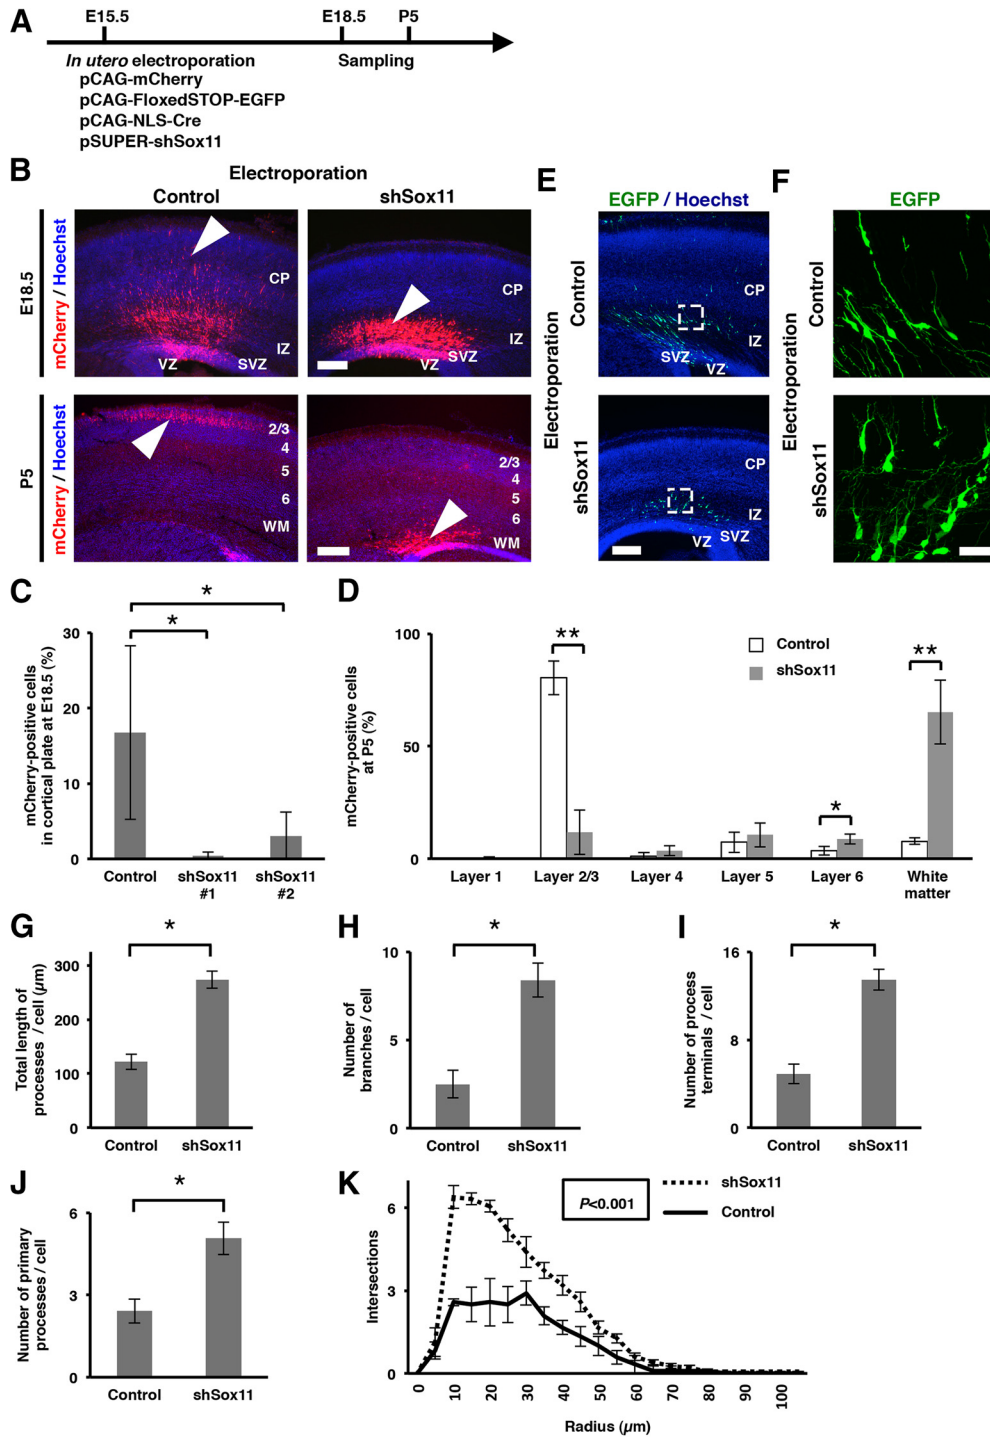 A
E15.5 E18.5 P5
In utero electroporation Sampling
pCAG-mCherry
pCAG-FloxedSTOP-EGFP
pCAG-NLS-Cre
pSUPER-shSox11
B
Electroporation
Control shSox11
E18.5
mCherry / Hoechst
CP
IZ
VZ SVZ
CP
IZ
SVZ
VZ
P5
mCherry / Hoechst
2/3
4
5
6
WM
2/3
4
5
6
WM
E
EGFP / Hoechst
Electroporation
Control
CP
IZ
SVZ
VZ
shSox11
CP
IZ
SVZ
VZ
F
EGFP
Electroporation
Control
shSox11
C
mCherry-positive cells
in cortical plate at E18.5 (%)
30
20
10
0
*
*
Control shSox11 shSox11
#1 #2
D
mCherry-positive cells
at P5 (%)
100
50
0
**
*
**
Control
shSox11
Layer 1 Layer 2/3 Layer 4 Layer 5 Layer 6 White
matter
G
Total length of
processes / cell (µm)
300
200
100
0
*
Control shSox11
H
Number of
branches / cell
10
5
0
*
Control shSox11
I
Number of process
terminals / cell
16
8
0
*
Control shSox11
J
Number of primary
processes / cell
6
3
0
*
Control shSox11
K
Intersections
6
3
0
P<0.001
shSox11
Control
0 10 20 30 40 50 60 70 80 90 100
Radius (µm)